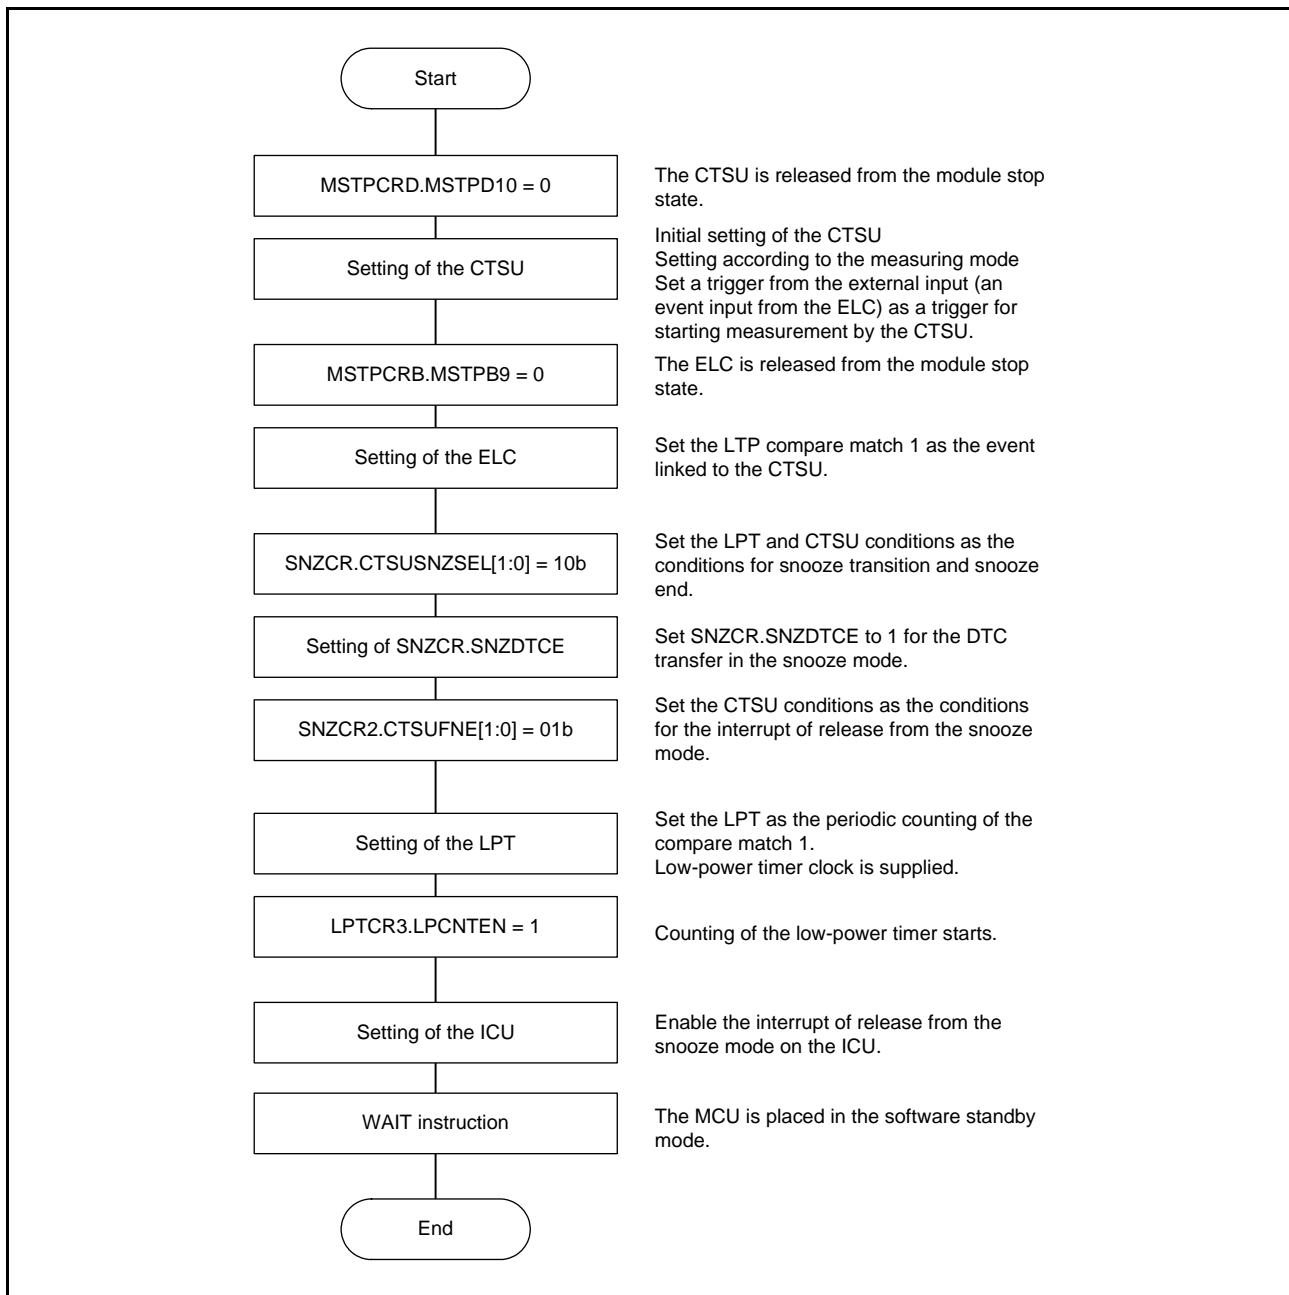 Start
MSTPCRD.MSTPD10 = 0
The CTSU is released from the module stop
state.
Setting of the CTSU
Initial setting of the CTSU
Setting according to the measuring mode
Set a trigger from the external input (an
event input from the ELC) as a trigger for
starting measurement by the CTSU.
MSTPCRB.MSTPB9 = 0
The ELC is released from the module stop
state.
Setting of the ELC
Set the LTP compare match 1 as the event
linked to the CTSU.
SNZCR.CTSUSNZSEL[1:0] = 10b
Set the LPT and CTSU conditions as the
conditions for snooze transition and snooze
end.
Setting of SNZCR.SNZDTCE
Set SNZCR.SNZDTCE to 1 for the DTC
transfer in the snooze mode.
SNZCR2.CTSUFNE[1:0] = 01b
Set the CTSU conditions as the conditions
for the interrupt of release from the snooze
mode.
Setting of the LPT
Set the LPT as the periodic counting of the
compare match 1.
Low-power timer clock is supplied.
LPTCR3.LPCNTEN = 1
Counting of the low-power timer starts.
Setting of the ICU
Enable the interrupt of release from the
snooze mode on the ICU.
WAIT instruction
The MCU is placed in the software standby
mode.
End